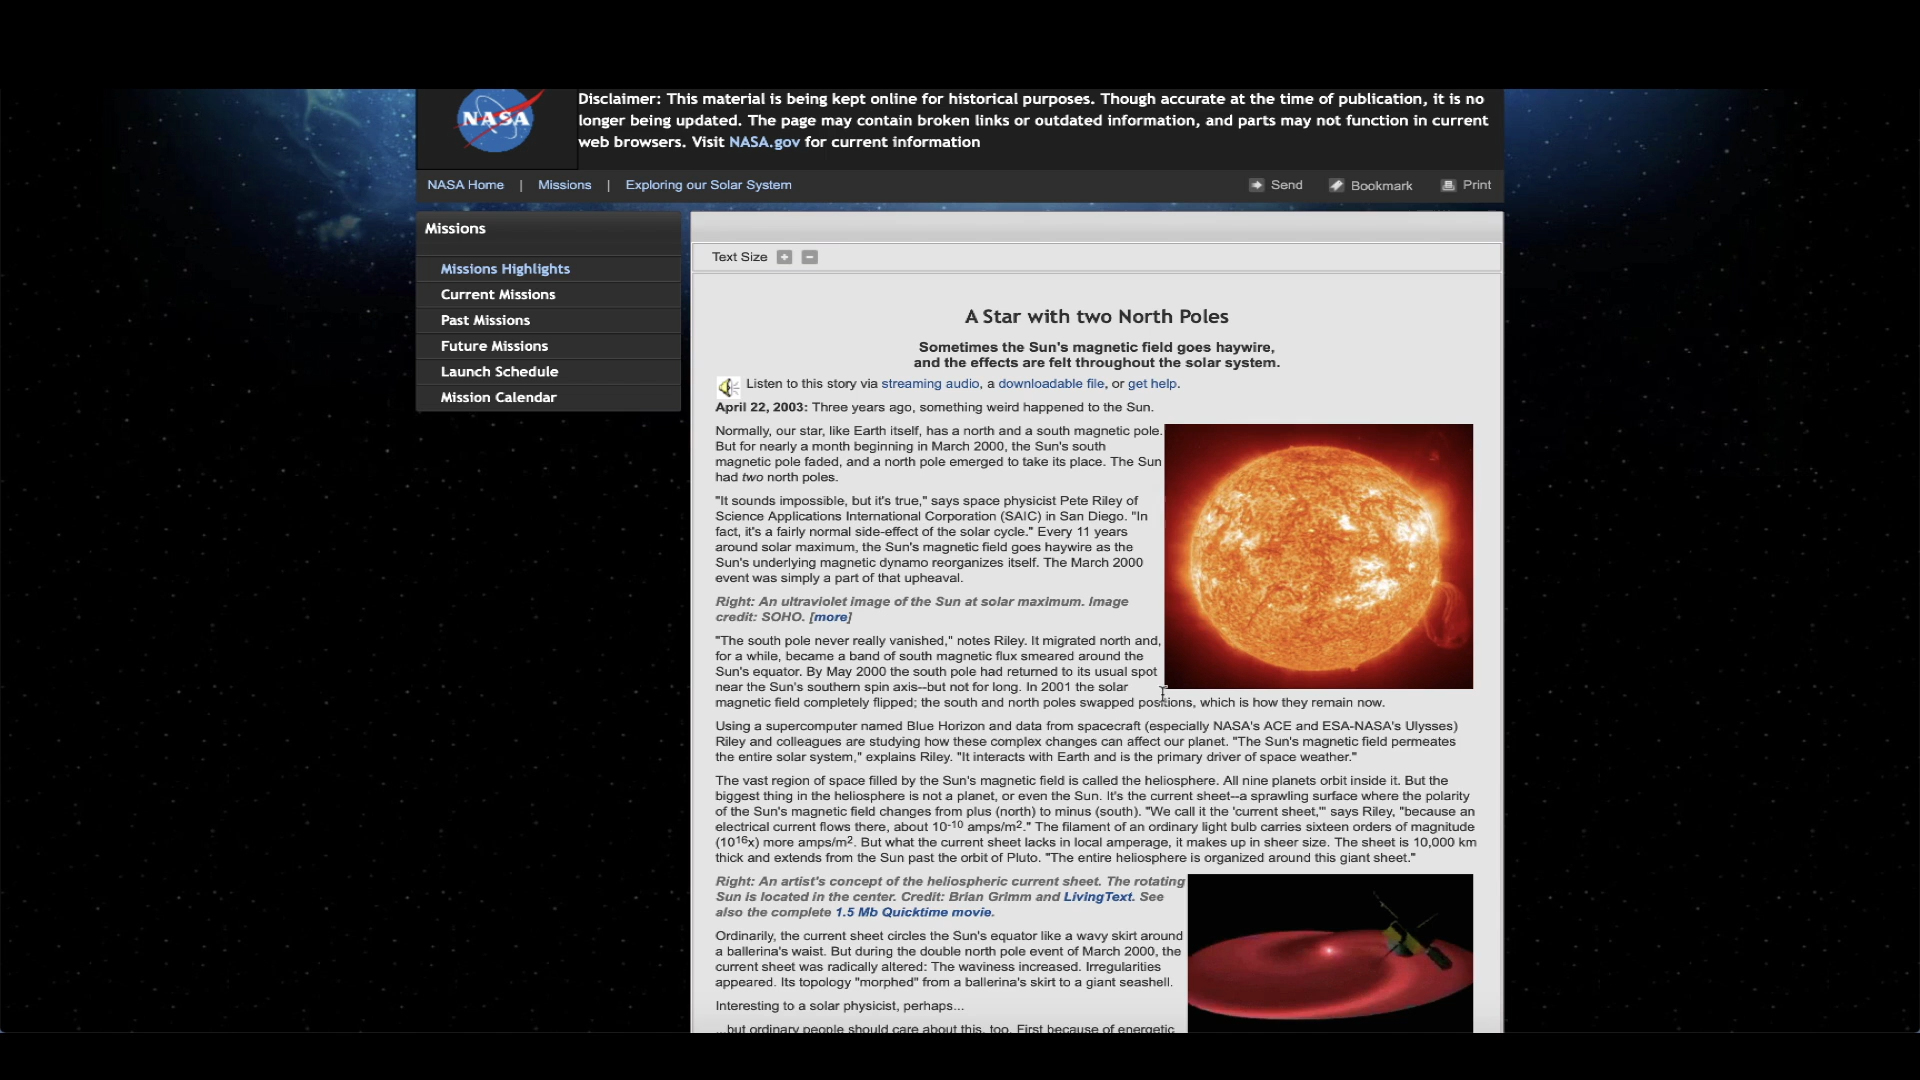 NASA
Disclaimer: This material is being kept online for historical purposes. Though accurate at the time of publication, it is no
longer being updated. The page may contain broken links or outdated information, and parts may not function in current
web browsers. Visit NASA.gov for current information
NASA Home | Missions | Exploring our Solar System
Send Bookmark Print
Missions
Missions Highlights
Current Missions
Past Missions
Future Missions
Launch Schedule
Mission Calendar
Text Size + -
A Star with two North Poles
Sometimes the Sun's magnetic field goes haywire,
and the effects are felt throughout the solar system.
Listen to this story via streaming audio, a downloadable file, or get help.
April 22, 2003: Three years ago, something weird happened to the Sun.
Normally, our star, like Earth itself, has a north and a south magnetic pole.
But for nearly a month beginning in March 2000, the Sun's south
magnetic pole faded, and a north pole emerged to take its place. The Sun
had two north poles.
"It sounds impossible, but it's true," says space physicist Pete Riley of
Science Applications International Corporation (SAIC) in San Diego. "In
fact, it's a fairly normal side-effect of the solar cycle." Every 11 years
around solar maximum, the Sun's magnetic field goes haywire as the
Sun's underlying magnetic dynamo reorganizes itself. The March 2000
event was simply a part of that upheaval.
Right: An ultraviolet image of the Sun at solar maximum. Image
credit: SOHO. [more]
"The south pole never really vanished," notes Riley. It migrated north and,
for a while, became a band of south magnetic flux smeared around the
Sun's equator. By May 2000 the south pole had returned to its usual spot
near the Sun's southern spin axis--but not for long. In 2001 the solar
magnetic field completely flipped; the south and north poles swapped positions, which is how they remain now.
Using a supercomputer named Blue Horizon and data from spacecraft (especially NASA's ACE and ESA-NASA's Ulysses)
Riley and colleagues are studying how these complex changes can affect our planet. "The Sun's magnetic field permeates
the entire solar system," explains Riley. "It interacts with Earth and is the primary driver of space weather."
The vast region of space filled by the Sun's magnetic field is called the heliosphere. All nine planets orbit inside it. But the
biggest thing in the heliosphere is not a planet, or even the Sun. It's the current sheet--a sprawling surface where the polarity
of the Sun's magnetic field changes from plus (north) to minus (south). "We call it the 'current sheet,'" says Riley, "because an
electrical current flows there, about 10⁻¹⁰ amps/m²." The filament of an ordinary light bulb carries sixteen orders of magnitude
(10¹⁶x) more amps/m². But what the current sheet lacks in local amperage, it makes up in sheer size. The sheet is 10,000 km
thick and extends from the Sun past the orbit of Pluto. "The entire heliosphere is organized around this giant sheet."
Right: An artist's concept of the heliospheric current sheet. The rotating
Sun is located in the center. Credit: Brian Grimm and LivingText. See
also the complete 1.5 Mb Quicktime movie.
Ordinarily, the current sheet circles the Sun's equator like a wavy skirt around
a ballerina's waist. But during the double north pole event of March 2000, the
current sheet was radically altered: The waviness increased. Irregularities
appeared. Its topology "morphed" from a ballerina's skirt to a giant seashell.
Interesting to a solar physicist, perhaps...
...but ordinary people should care about this, too. First because of energetic